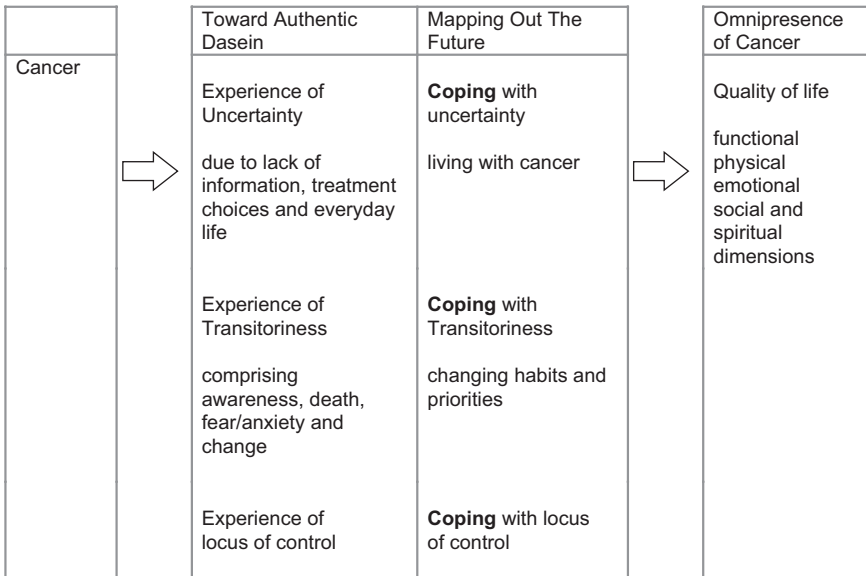 Toward Authentic
Dasein
Mapping Out The
Future
Omnipresence
of Cancer
Cancer
Experience of
Uncertainty
due to lack of
information, treatment
choices and everyday
life
Coping with
uncertainty
living with cancer
Quality of life
functional
physical
emotional
social and
spiritual
dimensions
Experience of
Transitoriness
comprising
awareness, death,
fear/anxiety and
change
Coping with
Transitoriness
changing habits and
priorities
Experience of
locus of control
Coping with locus
of control